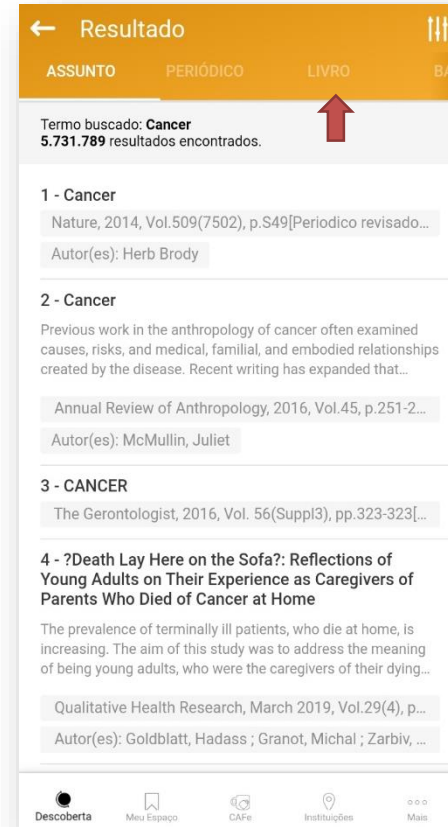 Resultado
ASSUNTO PERIÓDICO LIVRO BA
Termo buscado: Cancer
5.731.789 resultados encontrados.
1 - Cancer
Nature, 2014, Vol.509(7502), p.S49[Periodico revisado...
Autor(es): Herb Brody
2 - Cancer
Previous work in the anthropology of cancer often examined
causes, risks, and medical, familial, and embodied relationships
created by the disease. Recent writing has expanded that...
Annual Review of Anthropology, 2016, Vol.45, p.251-2...
Autor(es): McMullin, Juliet
3 - CANCER
The Gerontologist, 2016, Vol. 56(Suppl3), pp.323-323[...
4 - ?Death Lay Here on the Sofa?: Reflections of
Young Adults on Their Experience as Caregivers of
Parents Who Died of Cancer at Home
The prevalence of terminally ill patients, who die at home, is
increasing. The aim of this study was to address the meaning
of being young adults, who were the caregivers of their dying...
Qualitative Health Research, March 2019, Vol.29(4), p...
Autor(es): Goldblatt, Hadass ; Granot, Michal ; Zarbiv, ...
Descoberta Meu Espaço CAFe Instituições Mais